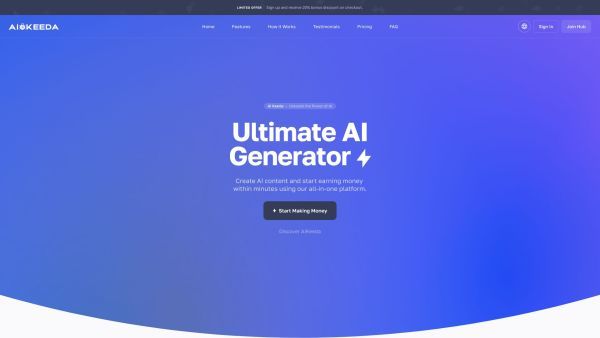 LIMITED OFFER Sign up and receive 20% bonus discount on checkout.
AIKEEDA
Home Features How it Works Testimonials Pricing FAQ
Sign In Join Hub
AI Keeda Unleash the Power of AI
Ultimate AI
Generator
Create AI content and start earning money
within minutes using our all-in-one platform.
Start Making Money
Discover AIKeeda